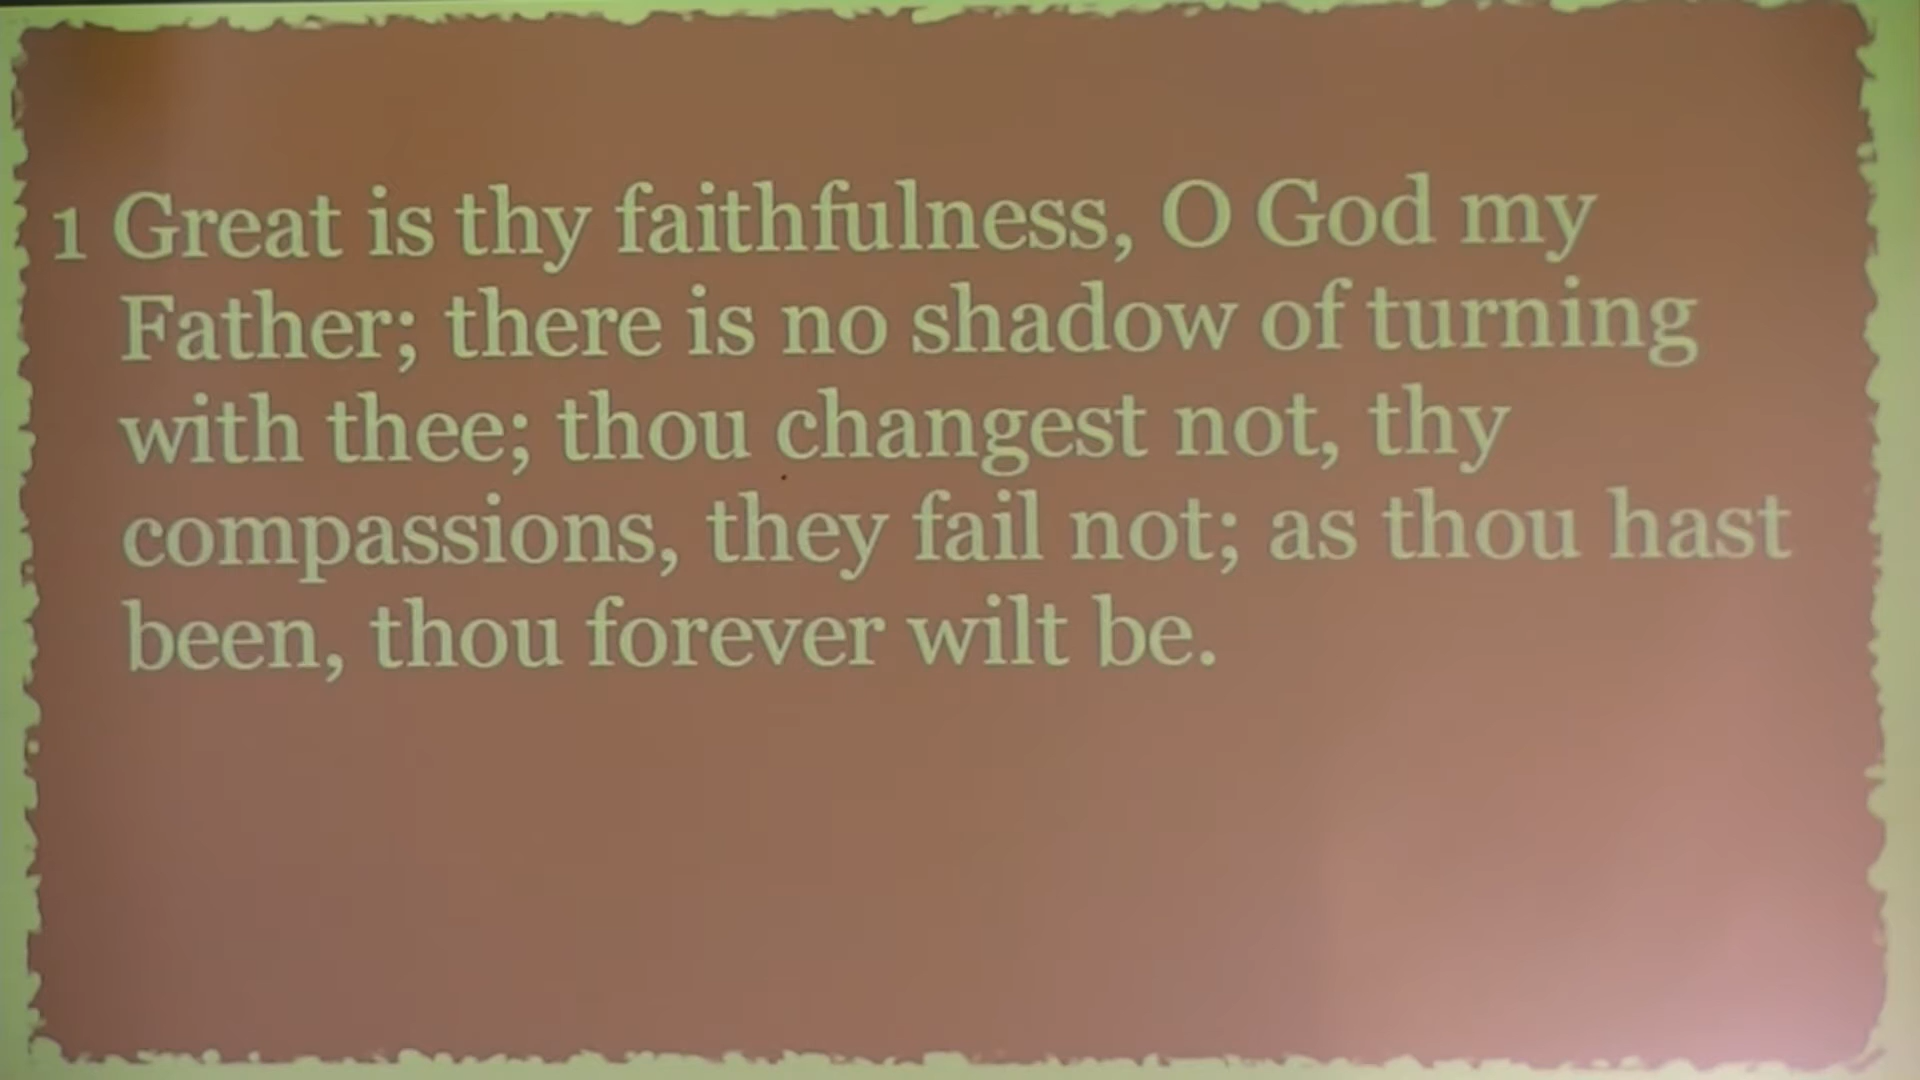 1 Great is thy faithfulness, O God my
Father; there is no shadow of turning
with thee; thou changest not, thy
compassions, they fail not; as thou hast
been, thou forever wilt be.